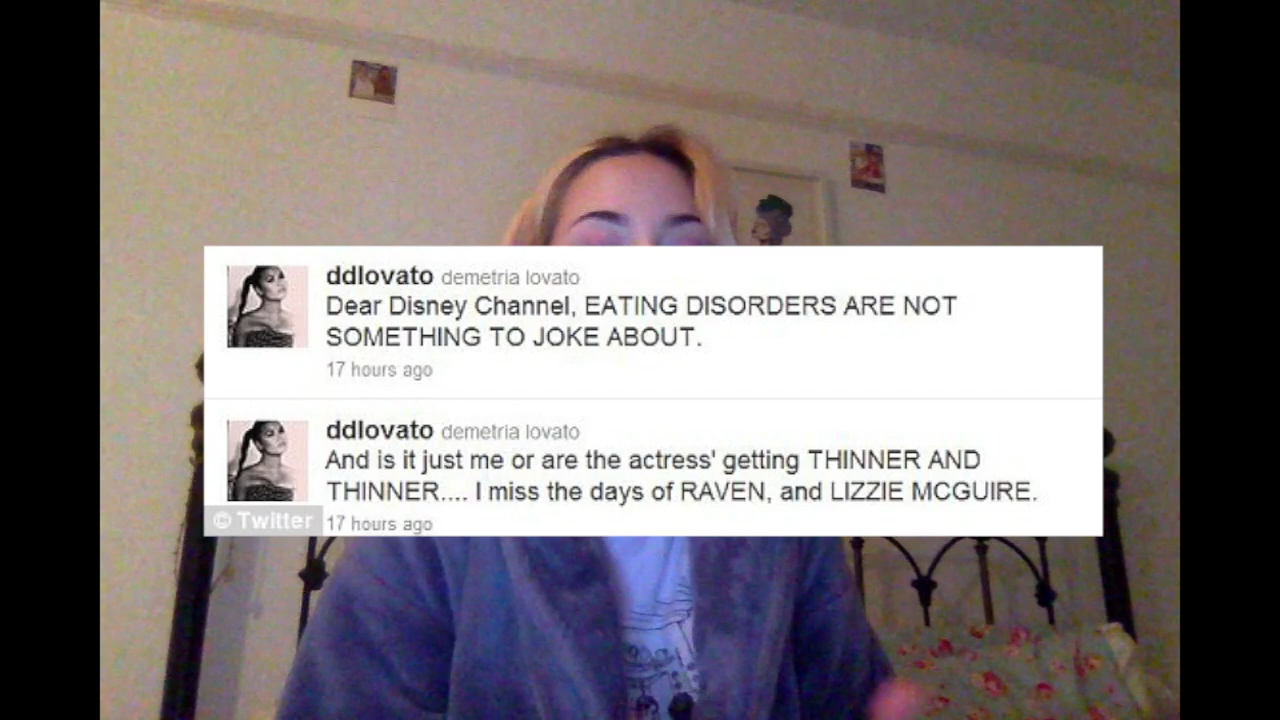 ddlovato demetria lovato
Dear Disney Channel, EATING DISORDERS ARE NOT
SOMETHING TO JOKE ABOUT.
17 hours ago
ddlovato demetria lovato
And is it just me or are the actress' getting THINNER AND
THINNER.... I miss the days of RAVEN, and LIZZIE MCGUIRE.
© Twitter 17 hours ago